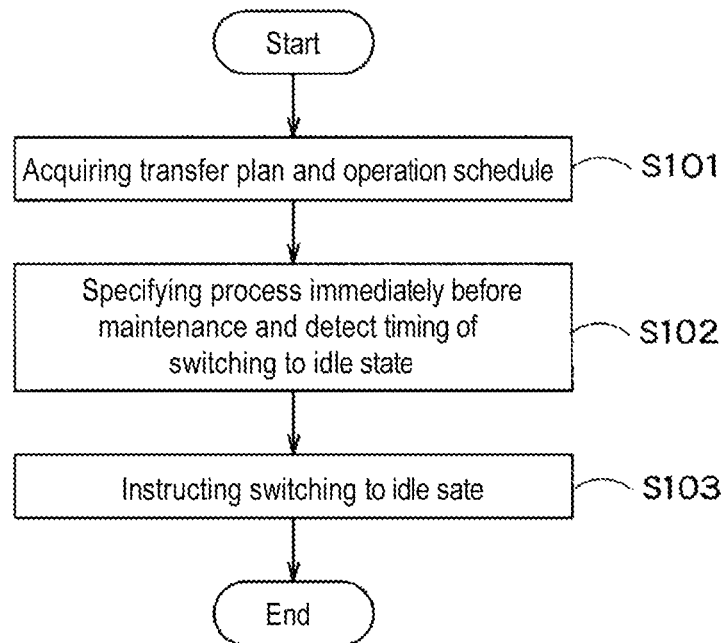 Start
Acquiring transfer plan and operation schedule
S101
Specifying process immediately before
maintenance and detect timing of
switching to idle state
S102
Instructing switching to idle sate
S103
End